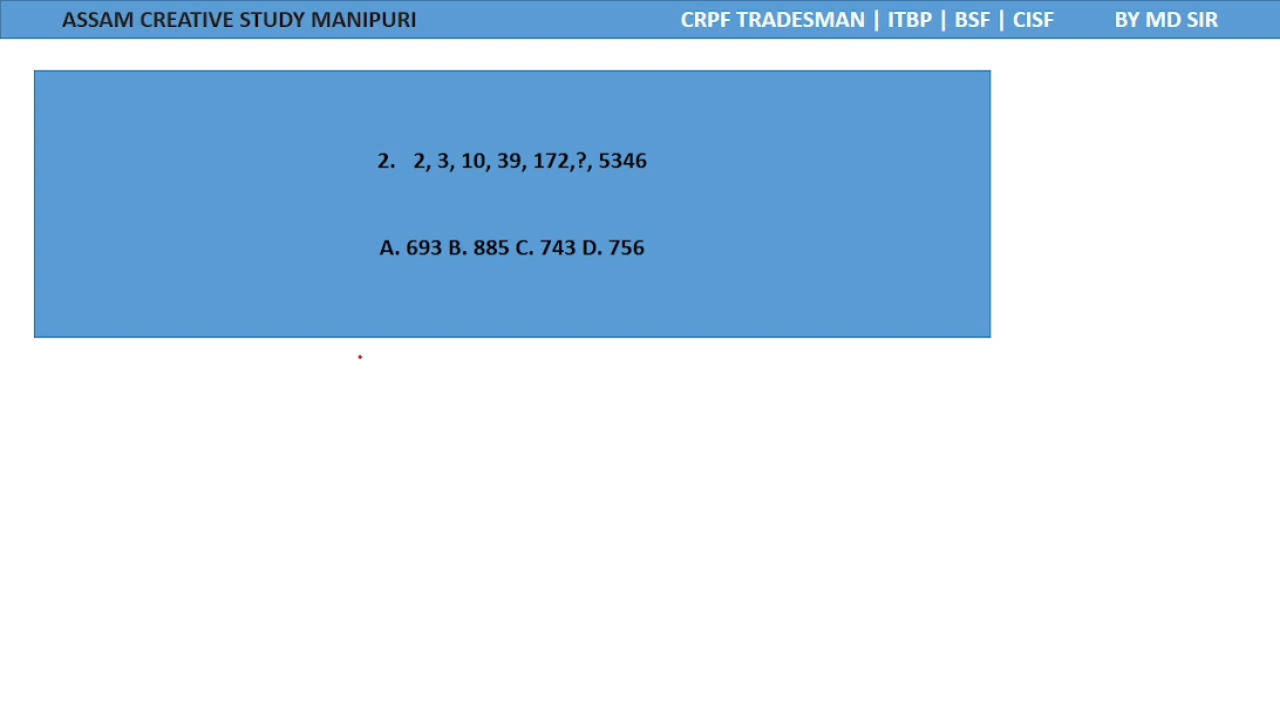 ASSAM CREATIVE STUDY MANIPURI CRPF TRADESMAN | ITBP | BSF | CISF BY MD SIR
2. 2, 3, 10, 39, 172,?, 5346
A. 693 B. 885 C. 743 D. 756